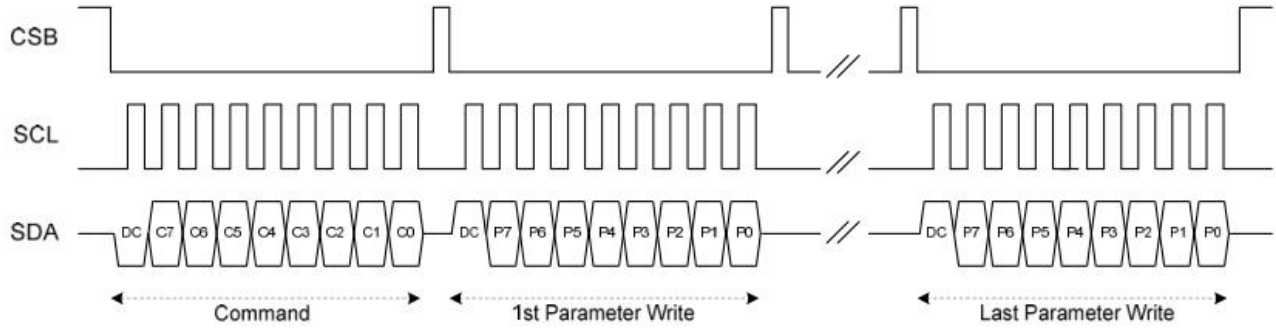 CSB
SCL
SDA
DC C7 C6 C5 C4 C3 C2 C1 C0 DC P7 P6 P5 P4 P3 P2 P1 P0 DC P7 P6 P5 P4 P3 P2 P1 P0
Command 1st Parameter Write Last Parameter Write